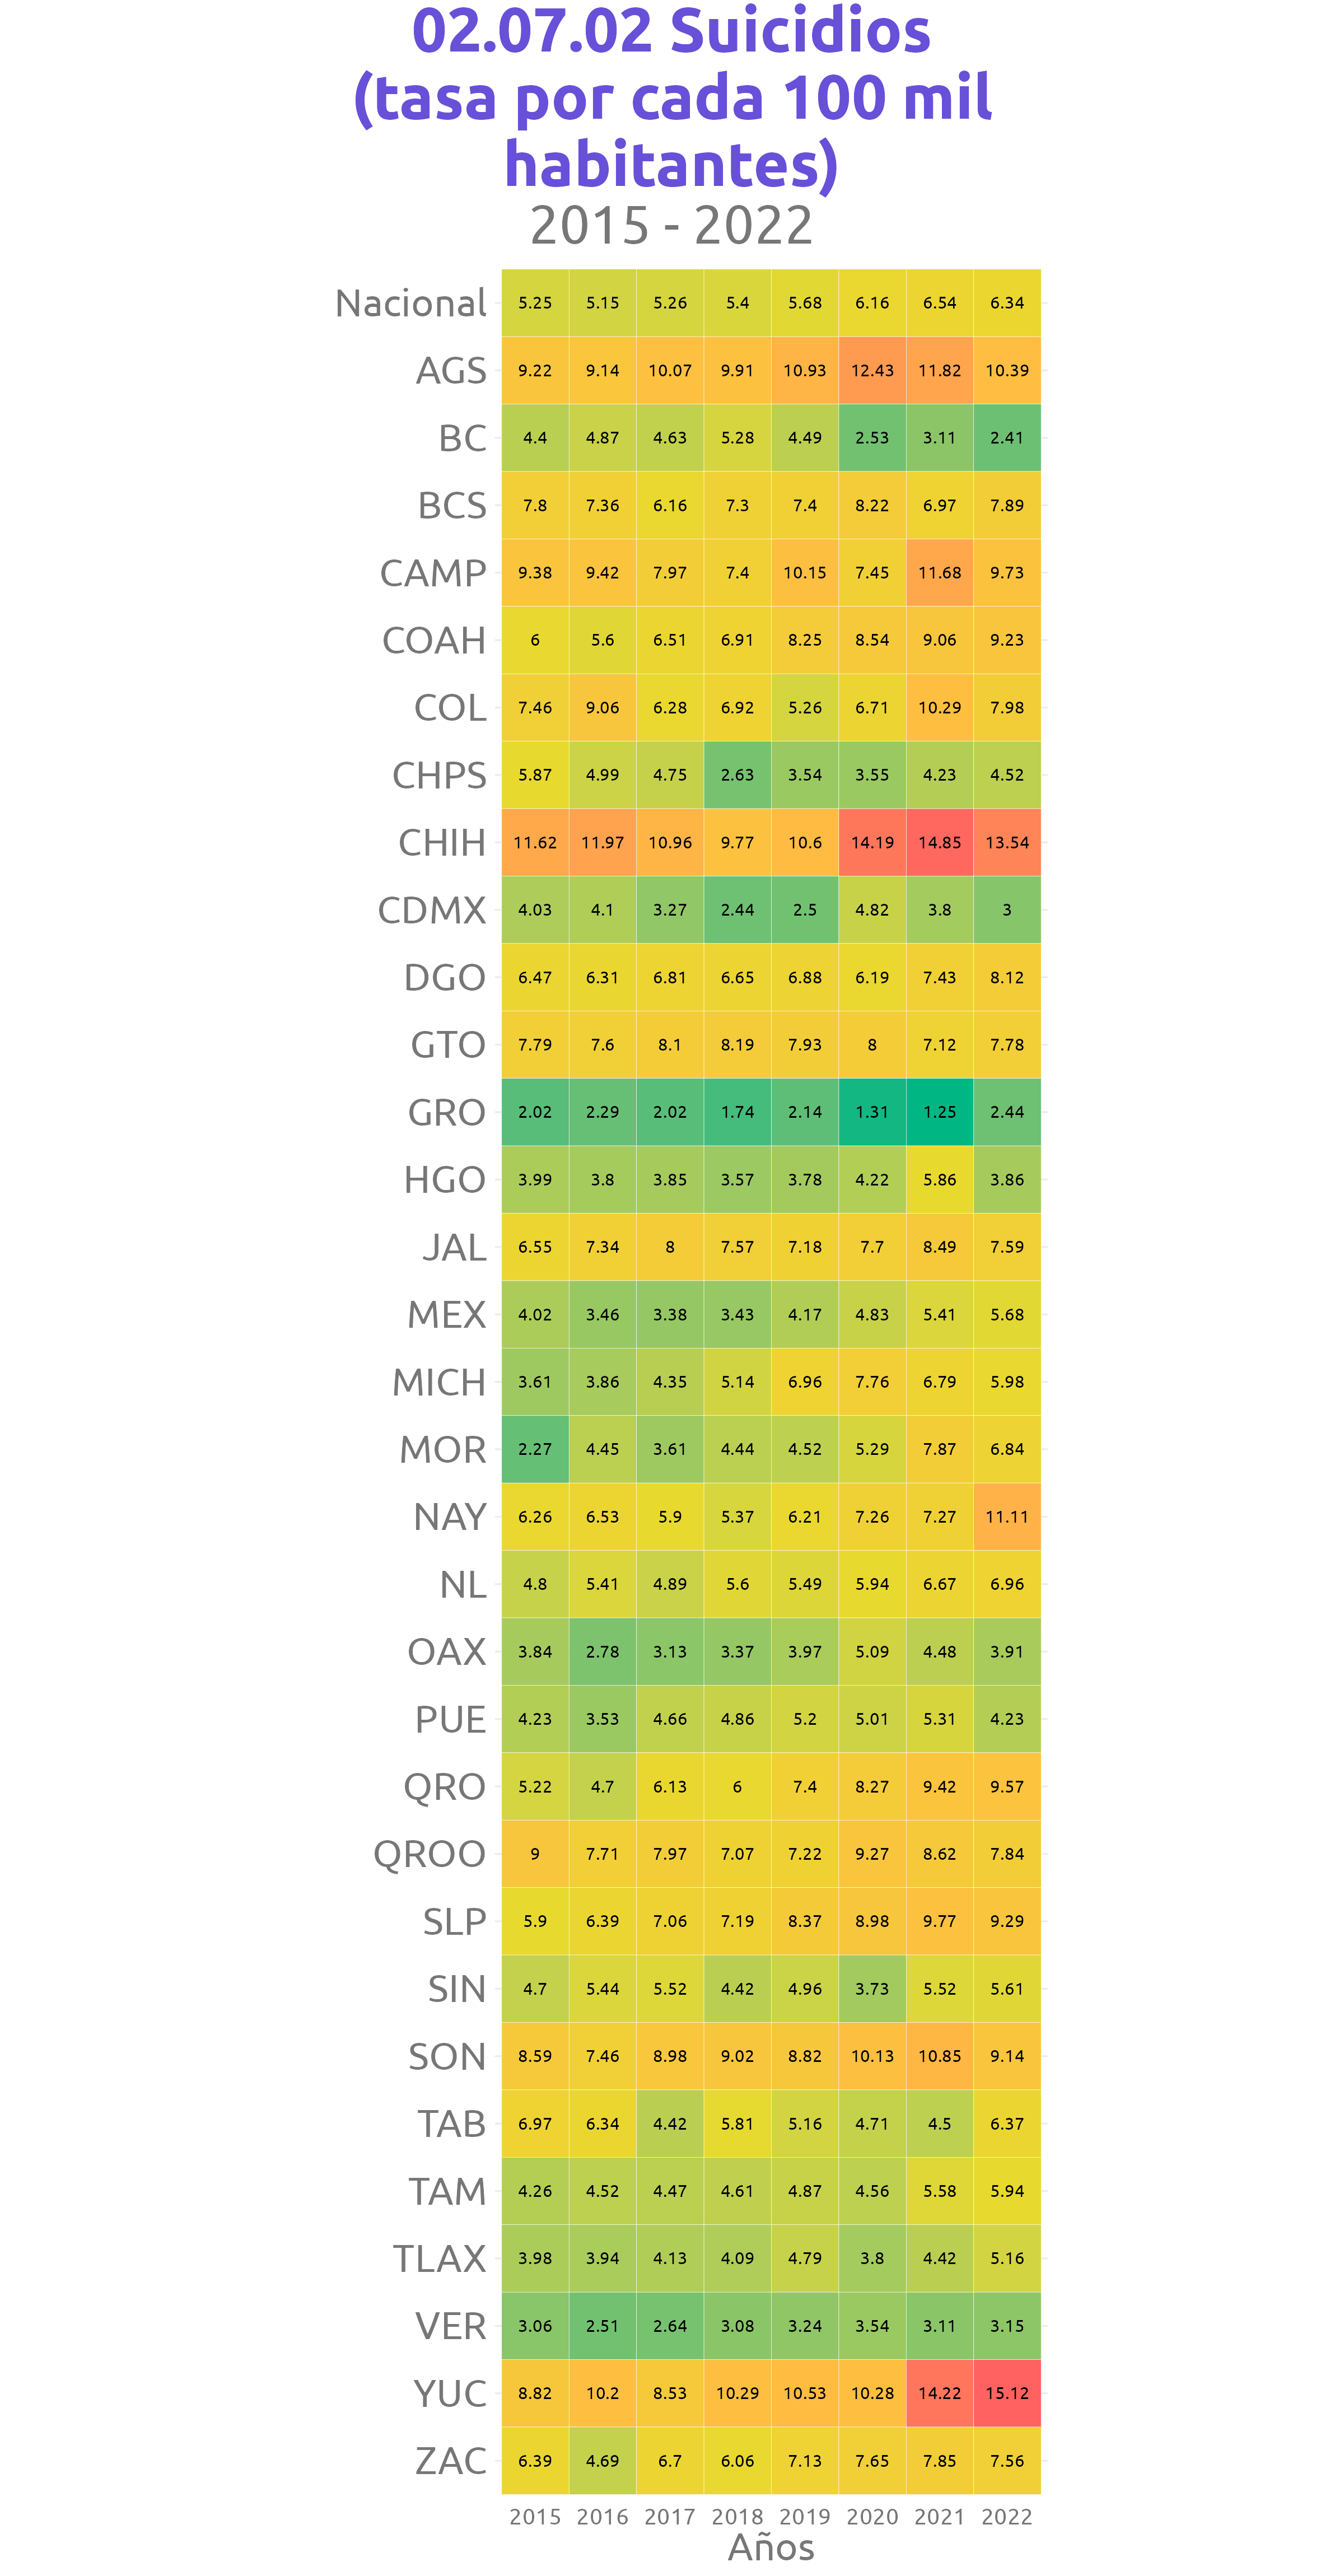 02.07.02 Suicidios
(tasa por cada 100 mil
habitantes)
2015 - 2022
Nacional 5.25 5.15 5.26 5.4 5.68 6.16 6.54 6.34
AGS 9.22 9.14 10.07 9.91 10.93 12.43 11.82 10.39
BC 4.4 4.87 4.63 5.28 4.49 2.53 3.11 2.41
BCS 7.8 7.36 6.16 7.3 7.4 8.22 6.97 7.89
CAMP 9.38 9.42 7.97 7.4 10.15 7.45 11.68 9.73
COAH 6 5.6 6.51 6.91 8.25 8.54 9.06 9.23
COL 7.46 9.06 6.28 6.92 5.26 6.71 10.29 7.98
CHPS 5.87 4.99 4.75 2.63 3.54 3.55 4.23 4.52
CHIH 11.62 11.97 10.96 9.77 10.6 14.19 14.85 13.54
CDMX 4.03 4.1 3.27 2.44 2.5 4.82 3.8 3
DGO 6.47 6.31 6.81 6.65 6.88 6.19 7.43 8.12
GTO 7.79 7.6 8.1 8.19 7.93 8 7.12 7.78
GRO 2.02 2.29 2.02 1.74 2.14 1.31 1.25 2.44
HGO 3.99 3.8 3.85 3.57 3.78 4.22 5.86 3.86
JAL 6.55 7.34 8 7.57 7.18 7.7 8.49 7.59
MEX 4.02 3.46 3.38 3.43 4.17 4.83 5.41 5.68
MICH 3.61 3.86 4.35 5.14 6.96 7.76 6.79 5.98
MOR 2.27 4.45 3.61 4.44 4.52 5.29 7.87 6.84
NAY 6.26 6.53 5.9 5.37 6.21 7.26 7.27 11.11
NL 4.8 5.41 4.89 5.6 5.49 5.94 6.67 6.96
OAX 3.84 2.78 3.13 3.37 3.97 5.09 4.48 3.91
PUE 4.23 3.53 4.66 4.86 5.2 5.01 5.31 4.23
QRO 5.22 4.7 6.13 6 7.4 8.27 9.42 9.57
QROO 9 7.71 7.97 7.07 7.22 9.27 8.62 7.84
SLP 5.9 6.39 7.06 7.19 8.37 8.98 9.77 9.29
SIN 4.7 5.44 5.52 4.42 4.96 3.73 5.52 5.61
SON 8.59 7.46 8.98 9.02 8.82 10.13 10.85 9.14
TAB 6.97 6.34 4.42 5.81 5.16 4.71 4.5 6.37
TAM 4.26 4.52 4.47 4.61 4.87 4.56 5.58 5.94
TLAX 3.98 3.94 4.13 4.09 4.79 3.8 4.42 5.16
VER 3.06 2.51 2.64 3.08 3.24 3.54 3.11 3.15
YUC 8.82 10.2 8.53 10.29 10.53 10.28 14.22 15.12
ZAC 6.39 4.69 6.7 6.06 7.13 7.65 7.85 7.56
2015 2016 2017 2018 2019 2020 2021 2022
Años